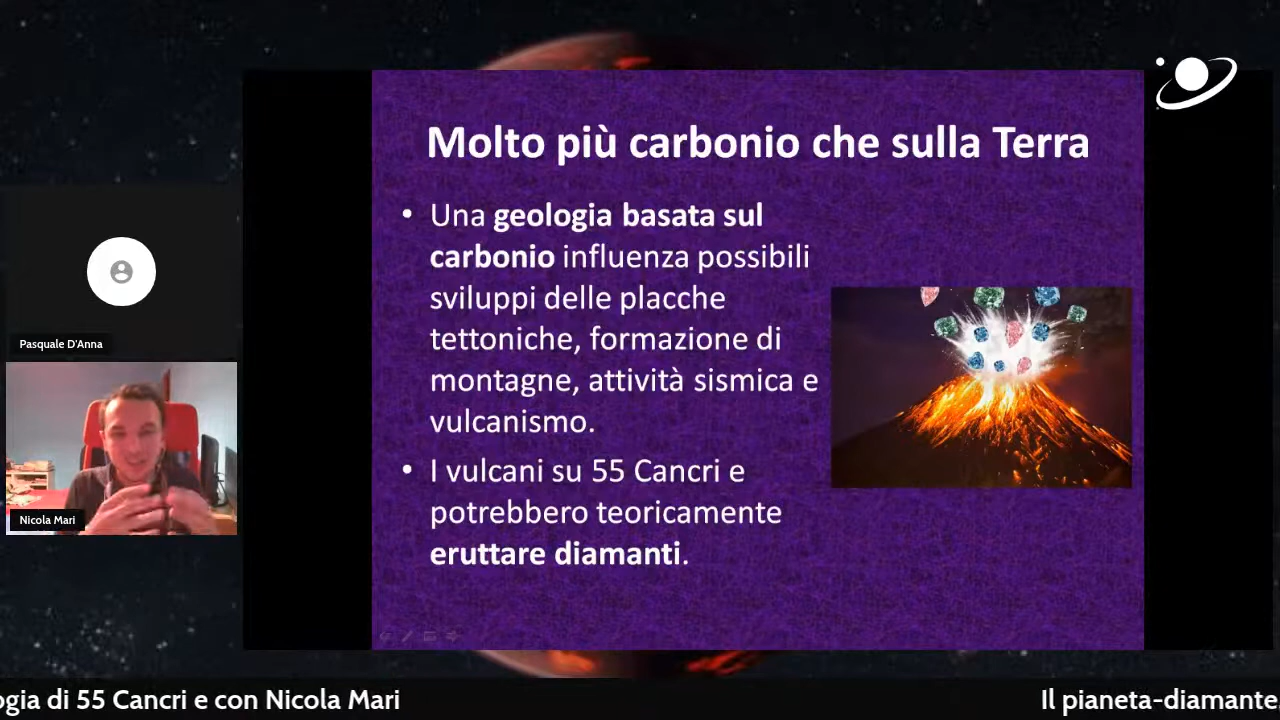 Molto più carbonio che sulla Terra
• Una geologia basata sul
carbonio influenza possibili
sviluppi delle placche
tettoniche, formazione di
montagne, attività sismica e
vulcanismo.
• I vulcani su 55 Cancri e
potrebbero teoricamente
eruttare diamanti.
Pasquale D'Anna
Nicola Mari
ogia di 55 Cancri e con Nicola Mari
Il pianeta-diamante